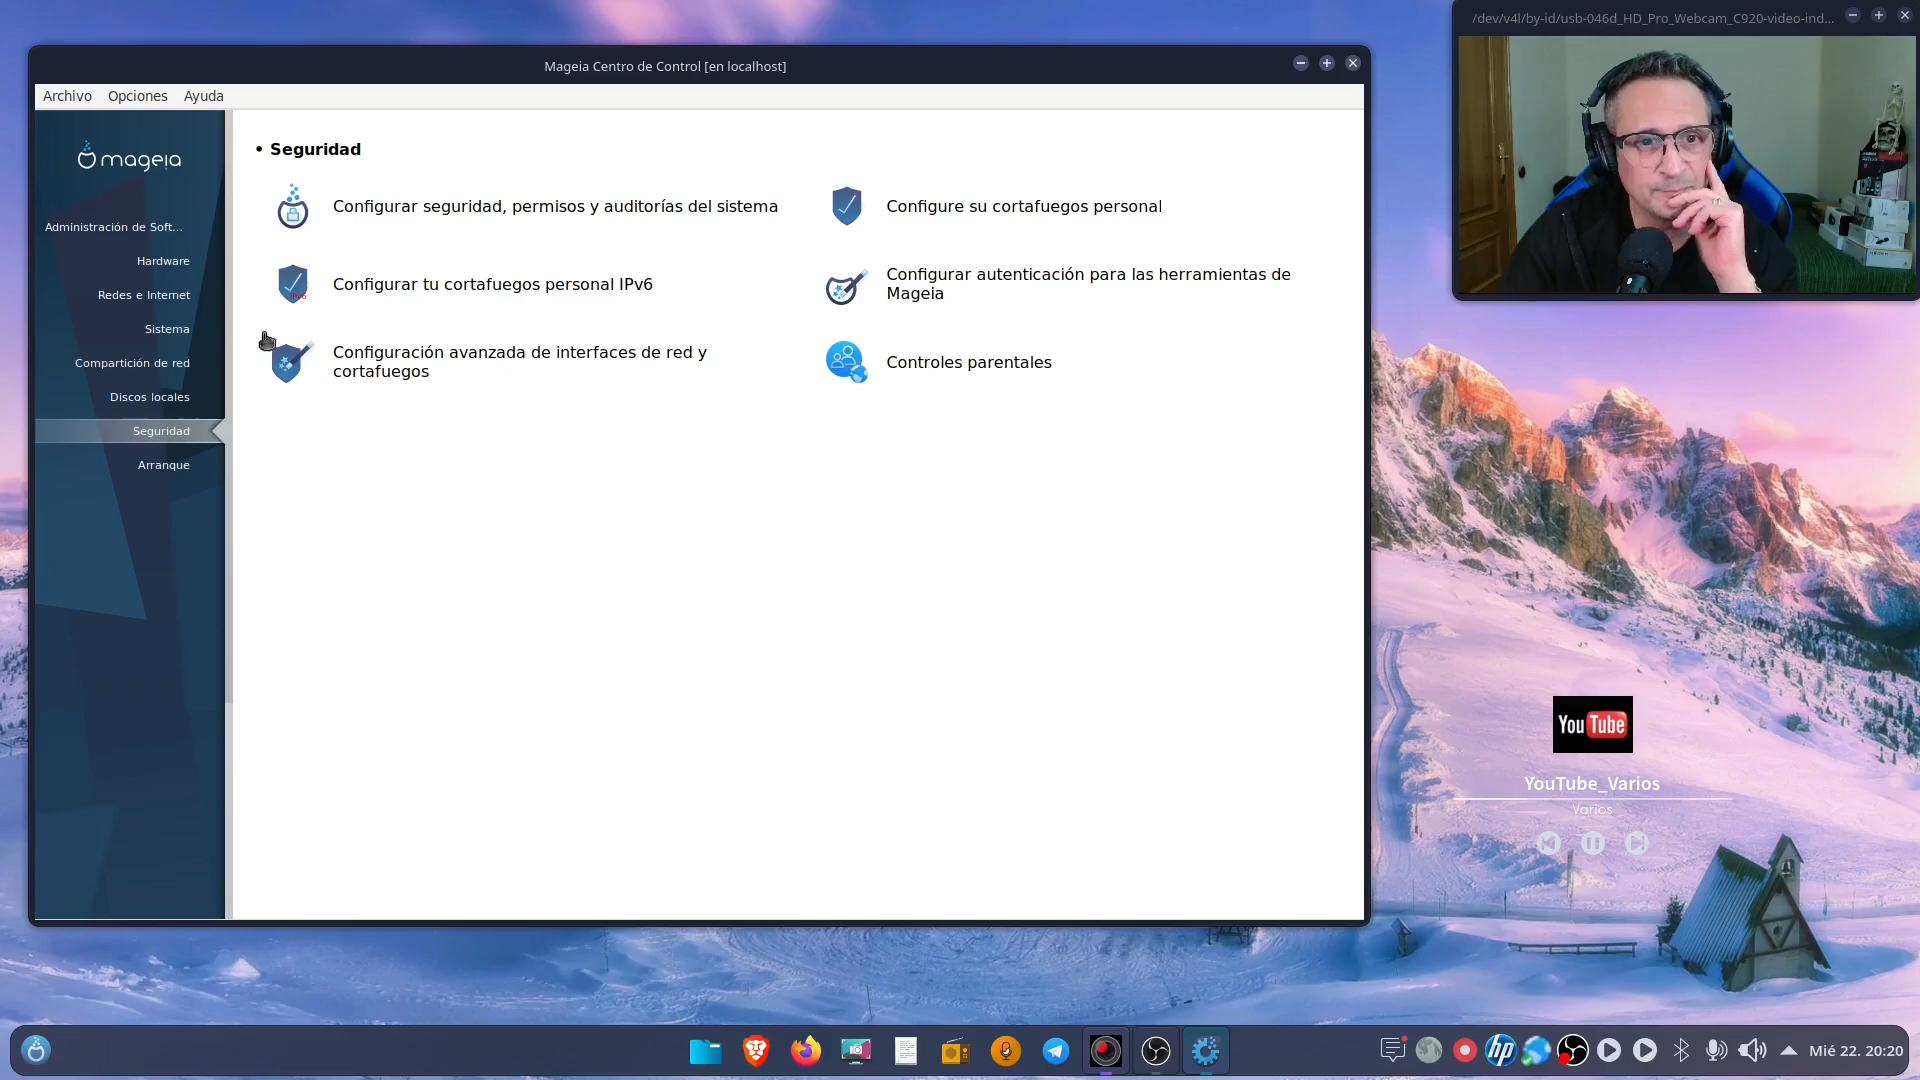 /dev/v4l/by-id/usb-046d_HD_Pro_Webcam_C920-video-ind...
Mageia Centro de Control [en localhost]
Archivo Opciones Ayuda
mageia
Administración de Soft...
Hardware
Redes e Internet
Sistema
Compartición de red
Discos locales
Seguridad
Arranque
• Seguridad
Configurar seguridad, permisos y auditorías del sistema
Configure su cortafuegos personal
IPv6
Configurar tu cortafuegos personal IPv6
Configurar autenticación para las herramientas de
Mageia
Configuración avanzada de interfaces de red y
cortafuegos
Controles parentales
YouTube
YouTube_Varios
Varios
hp
Mié 22. 20:20